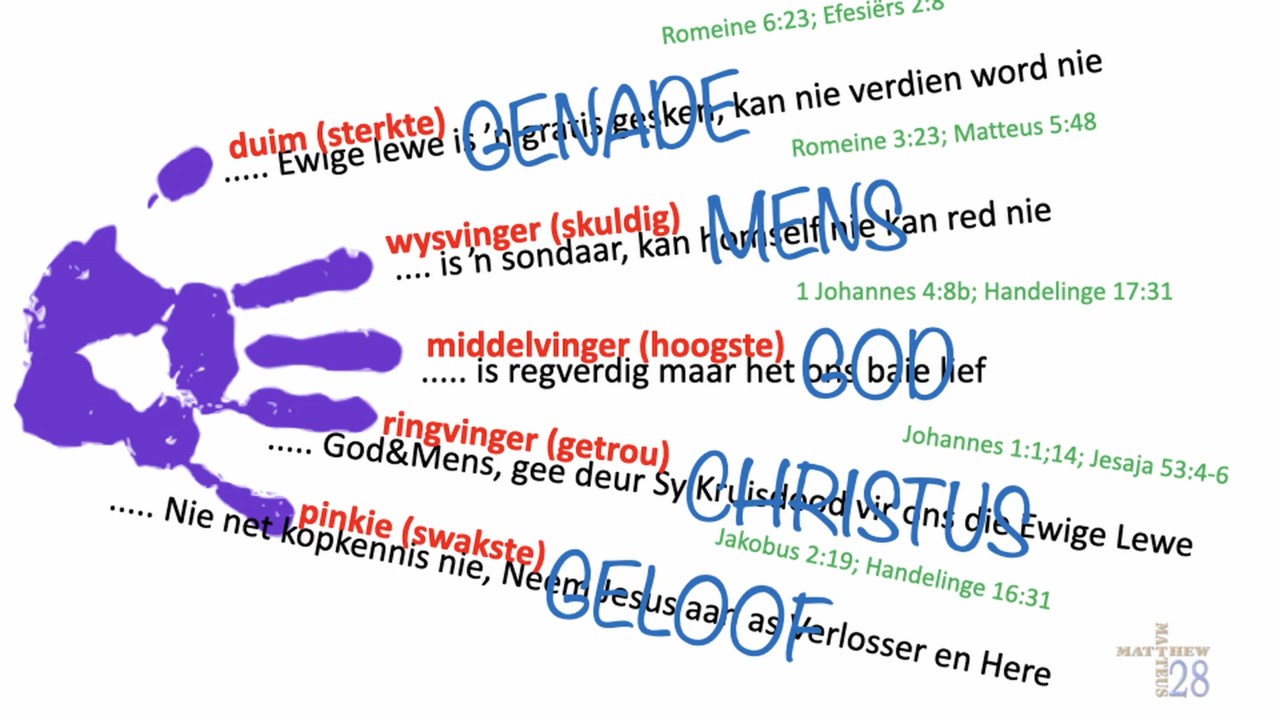 Romeine 6:23; Efesiërs 2:8
duim (sterkte) GENADE
..... Ewige lewe is ’n gratis gesken, kan nie verdien word nie
Romeine 3:23; Matteus 5:48
wysvinger (skuldig) MENS
.... is ’n sondaar, kan homself nie kan red nie
1 Johannes 4:8b; Handelinge 17:31
middelvinger (hoogste) GOD
..... is regverdig maar het ons baie lief
Johannes 1:1;14; Jesaja 53:4-6
ringvinger (getrou) CHRISTUS
..... God&Mens, gee deur Sy Kruisdood vir ons die Ewige Lewe
Jakobus 2:19; Handelinge 16:31
pinkie (swakste) GELOOF
..... Nie net kopkennis nie, Neem Jesus aan as Verlosser en Here
MATTHEW
MATTEUS
28